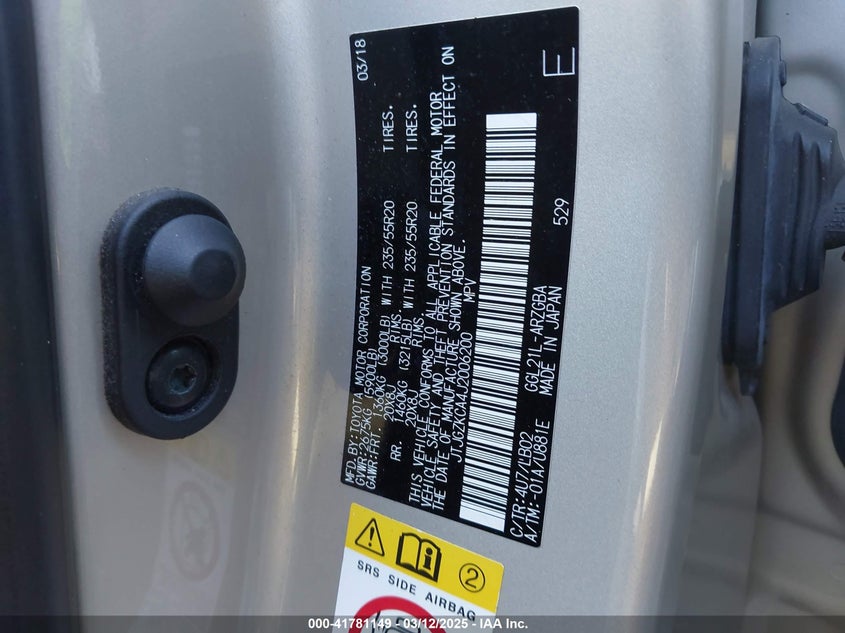 MFD.BY:TOYOTA MOTOR CORPORATION 03/18
GVWR:2675KG (5900LB)
GAWR:FRT. 1360KG (3000LB) WITH 235/55R20 TIRES.
20X8J RIMS.
RR. 1460KG (3215LB) WITH 235/55R20 TIRES.
20X8J RIMS.
THIS VEHICLE CONFORMS TO ALL APPLICABLE FEDERAL MOTOR
VEHICLE SAFETY AND THEFT PREVENTION STANDARDS IN EFFECT ON
THE DATE OF MANUFACTURE SHOWN ABOVE.
JTJGZKCA4J2006200 MPV
C/TR:4U7/LB02 GGL21L-ARZGBA 529
A/TM:-01A/U881E MADE IN JAPAN E
2
SRS SIDE AIRBAG
000-41781149 - 03/12/2025 - IAA Inc.